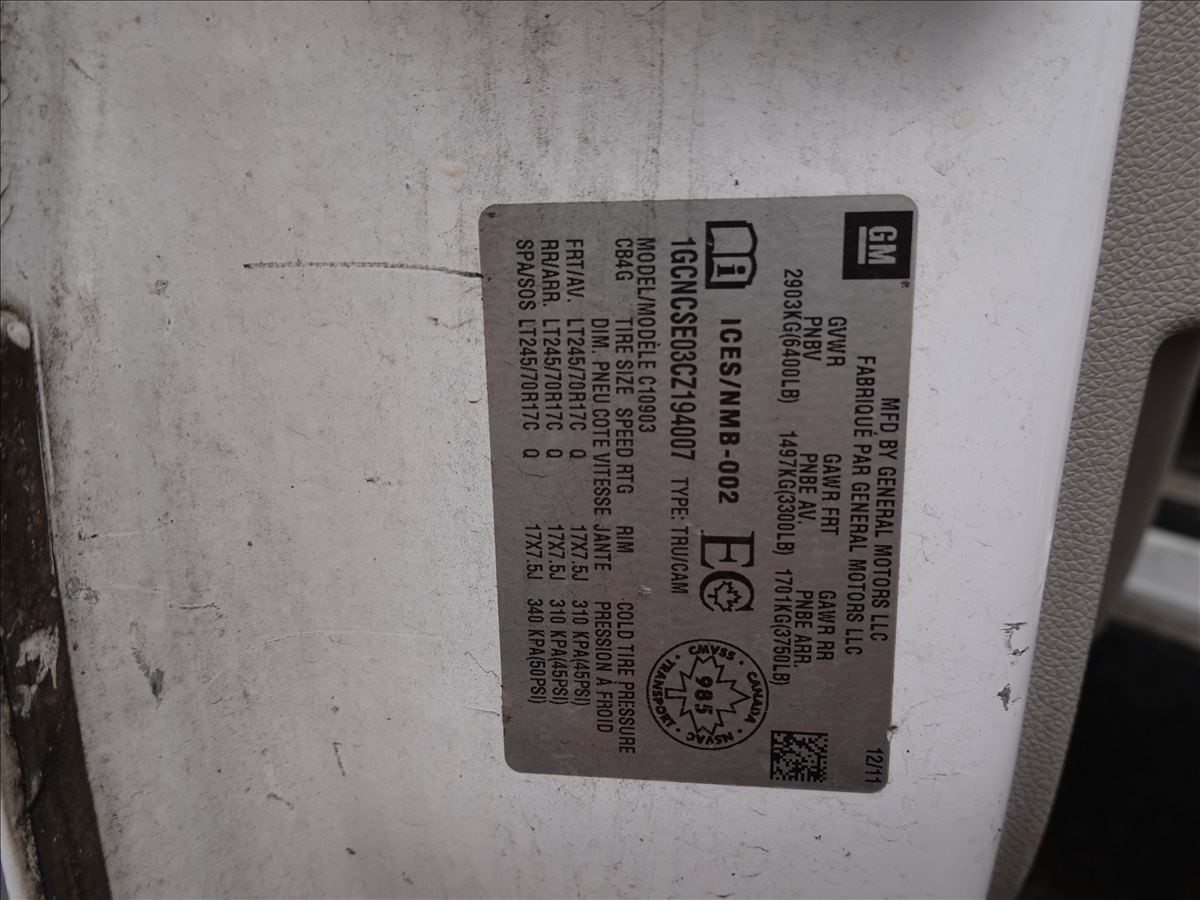 GM
MFD BY GENERAL MOTORS LLC 12/11
FABRIQUÉ PAR GENERAL MOTORS LLC
GVWR GAWR FRT GAWR RR
PNBV PNBE AV. PNBE ARR.
2903KG(6400LB) 1497KG(3300LB) 1701KG(3750LB)
i ICES/NMB-002 EC
CANADA · NSVAC · TRANSPORT · CMVSS ·
985
1GCNCSE03CZ194007 TYPE: TRU/CAM
MODEL/MODÈLE C10903
CB4G TIRE SIZE SPEED RTG RIM COLD TIRE PRESSURE
DIM. PNEU COTE VITESSE JANTE PRESSION À FROID
FRT/AV. LT245/70R17C Q 17X7.5J 310 KPA(45PSI)
RR/ARR. LT245/70R17C Q 17X7.5J 310 KPA(45PSI)
SPA/SOS LT245/70R17C Q 17X7.5J 340 KPA(50PSI)